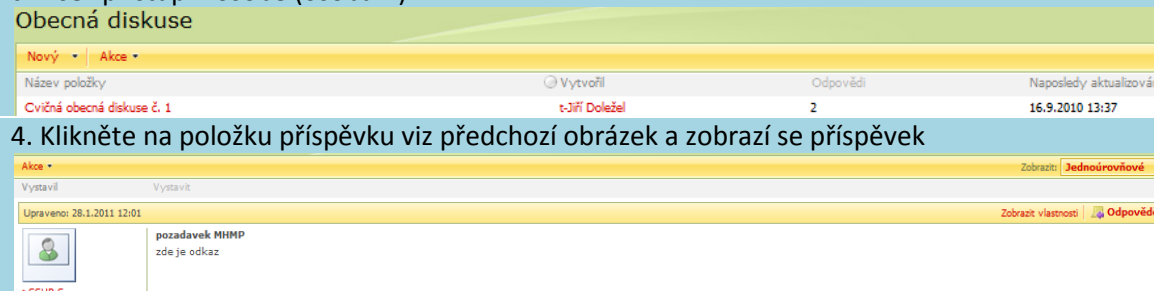 Obecná diskuse
Nový Akce
Název položky Vytvořil Odpovědi Naposledy aktualizován
Cvičná obecná diskuse č. 1 t-Jiří Doležel 2 16.9.2010 13:37
4. Klikněte na položku příspěvku viz předchozí obrázek a zobrazí se příspěvek
Akce Zobrazit: Jednoúrovňové
Vystavil Vystavit
Upraveno: 28.1.2011 12:01 Zobrazit vlastnosti Odpověd
pozadavek MHMP
zde je odkaz